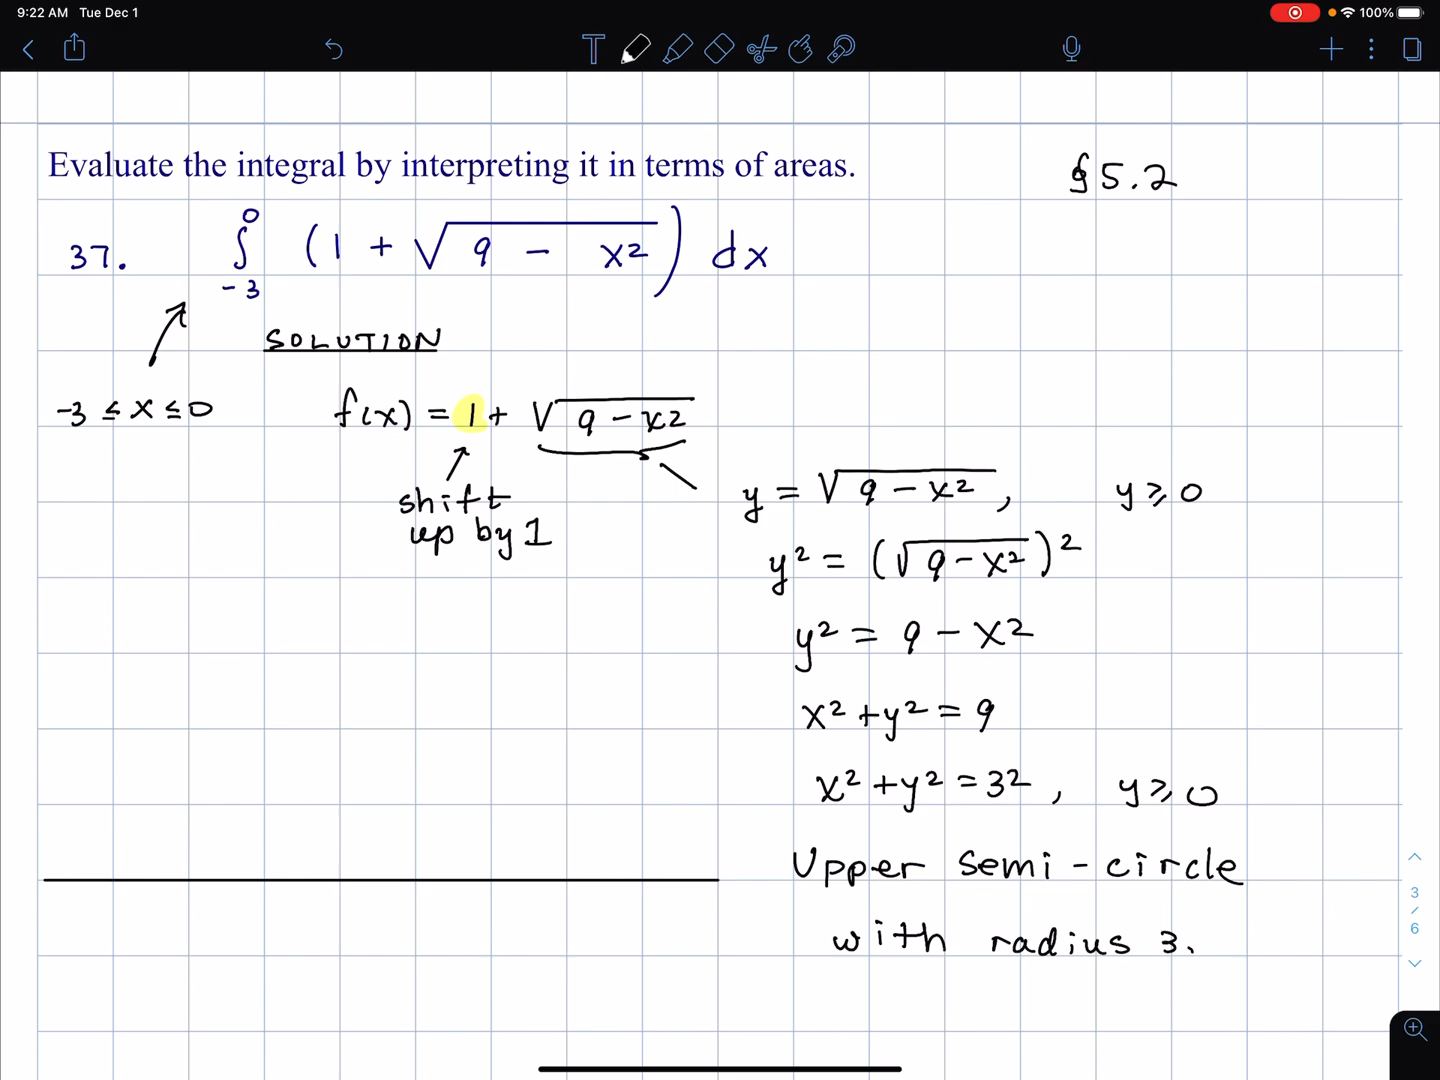 9:22 AM Tue Dec 1
100%
Evaluate the integral by interpreting it in terms of areas.
§5.2
37. ∫₋₃⁰ (1 + √(9 − x²)) dx
SOLUTION
-3 ≤ x ≤ 0
f(x) = 1 + √(9 − x²)
shift
up by 1
y = √(9 − x²), y ≥ 0
y² = (√(9 − x²))²
y² = 9 − x²
x² + y² = 9
x² + y² = 3², y ≥ 0
Upper semi-circle
with radius 3.
3
/
6